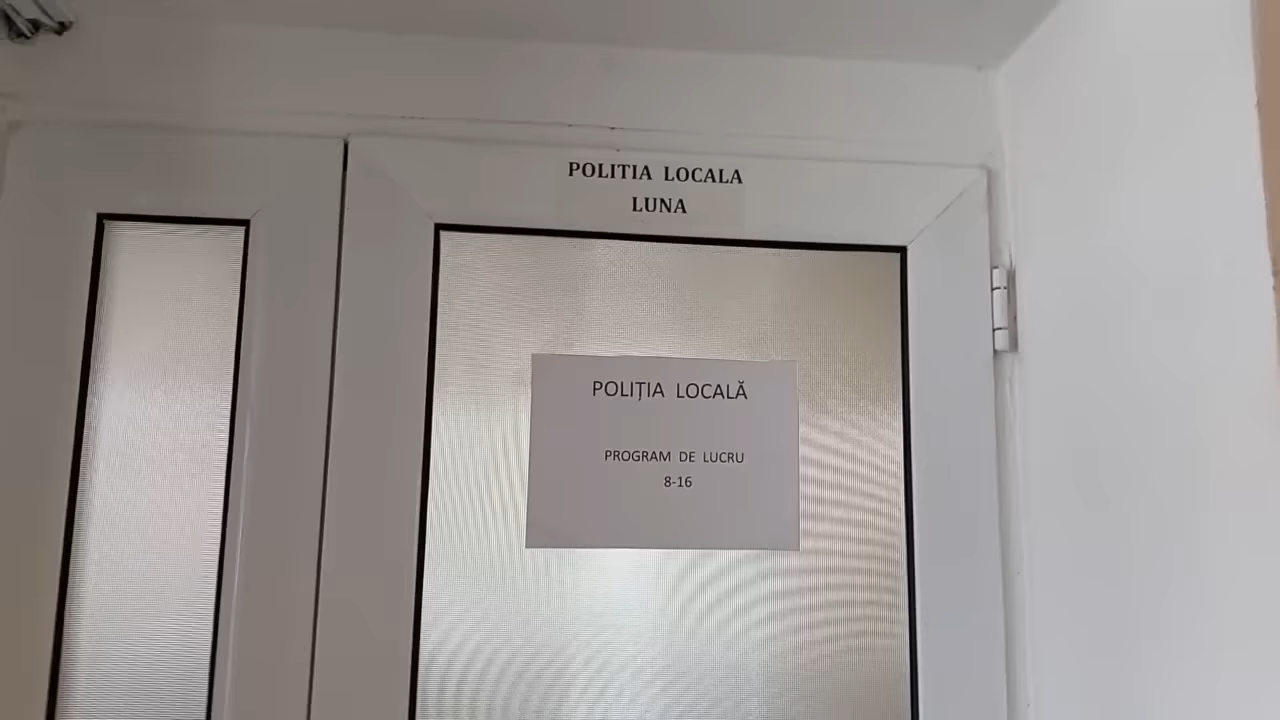 POLITIA LOCALA
LUNA
POLIȚIA LOCALĂ
PROGRAM DE LUCRU
8-16